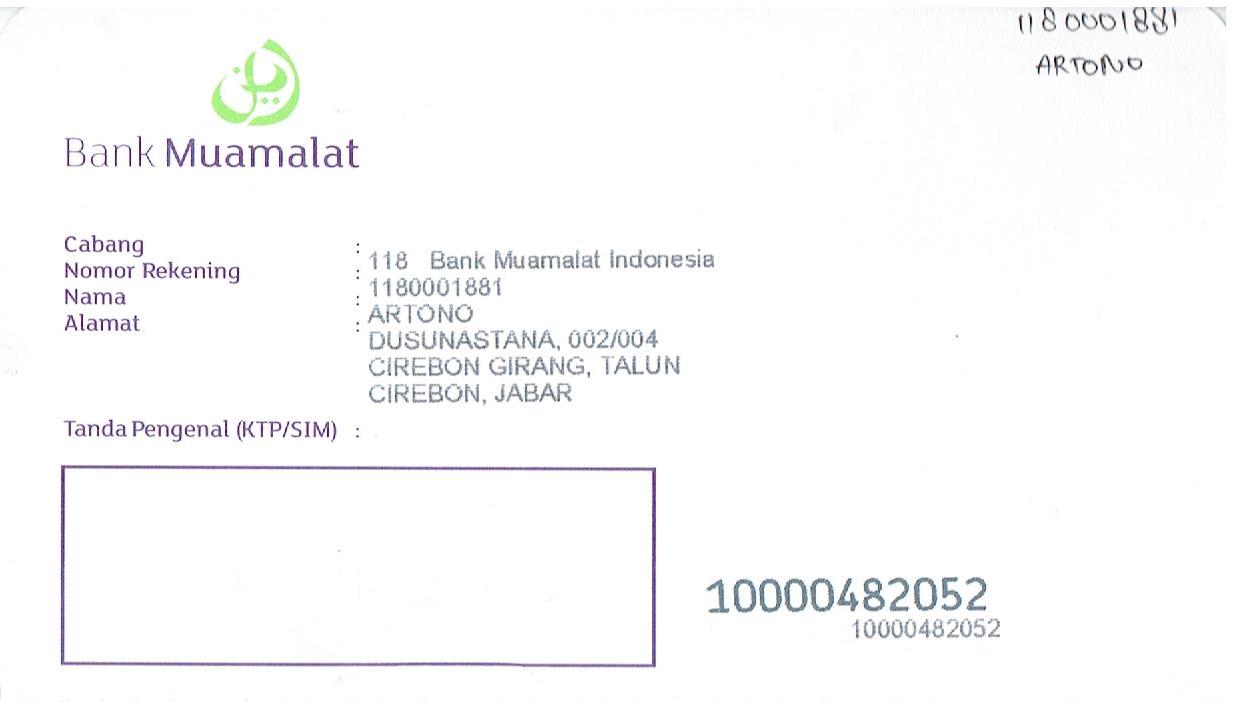 1180001881
ARTONO
Bank Muamalat
Cabang : 118 Bank Muamalat Indonesia
Nomor Rekening : 1180001881
Nama : ARTONO
Alamat : DUSUNASTANA, 002/004
CIREBON GIRANG, TALUN
CIREBON, JABAR
Tanda Pengenal (KTP/SIM) :
10000482052
10000482052